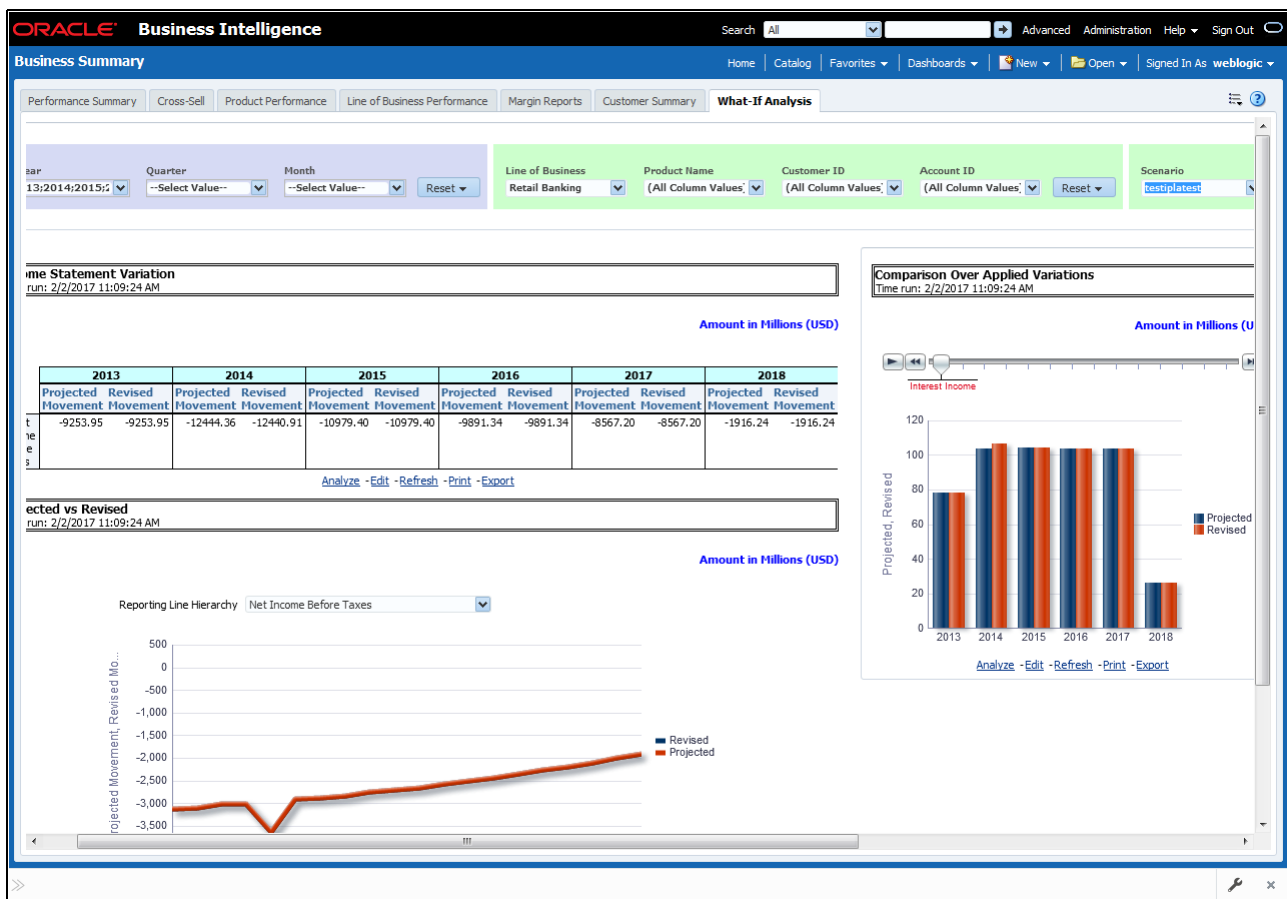 ORACLE Business Intelligence
Search All Advanced Administration Help Sign Out
Business Summary
Home Catalog Favorites Dashboards New Open Signed In As weblogic
Performance Summary Cross-Sell Product Performance Line of Business Performance Margin Reports Customer Summary What-If Analysis
ear Quarter Month
13;2014;2015;2 --Select Value-- --Select Value-- Reset
Line of Business Product Name Customer ID Account ID
Retail Banking (All Column Values) (All Column Values) (All Column Values) Reset
Scenario
testiplatest
me Statement Variation
run: 2/2/2017 11:09:24 AM
Amount in Millions (USD)
2013 2014 2015 2016 2017 2018
Projected Revised Projected Revised Projected Revised Projected Revised Projected Revised Projected Revised
Movement Movement Movement Movement Movement Movement Movement Movement Movement Movement Movement Movement
t -9253.95 -9253.95 -12444.36 -12440.91 -10979.40 -10979.40 -9891.34 -9891.34 -8567.20 -8567.20 -1916.24 -1916.24
ne
e
s
Analyze - Edit - Refresh - Print - Export
ected vs Revised
run: 2/2/2017 11:09:24 AM
Amount in Millions (USD)
Reporting Line Hierarchy Net Income Before Taxes
rojected Movement, Revised Mo...
500
0
-500
-1,000
-1,500
-2,000
-2,500
-3,000
-3,500
Revised
Projected
Comparison Over Applied Variations
Time run: 2/2/2017 11:09:24 AM
Amount in Millions (U
Interest Income
Projected, Revised
120
100
80
60
40
20
0
2013 2014 2015 2016 2017 2018
Projected
Revised
Analyze - Edit - Refresh - Print - Export